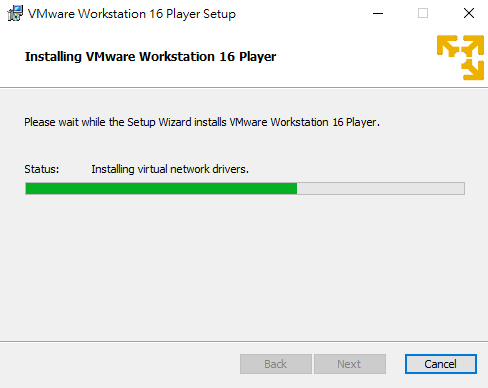 VMware Workstation 16 Player Setup
Installing VMware Workstation 16 Player
Please wait while the Setup Wizard installs VMware Workstation 16 Player.
Status: Installing virtual network drivers.
Back Next Cancel